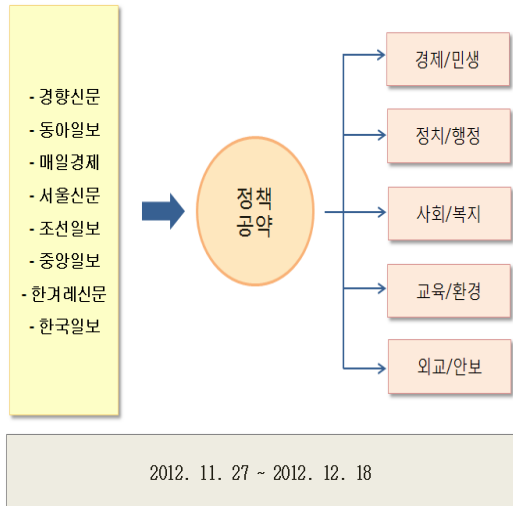 - 경향신문
- 동아일보
- 매일경제
- 서울신문
- 조선일보
- 중앙일보
- 한겨레신문
- 한국일보
정책
공약
경제/민생
정치/행정
사회/복지
교육/환경
외교/안보
2012. 11. 27 ~ 2012. 12. 18